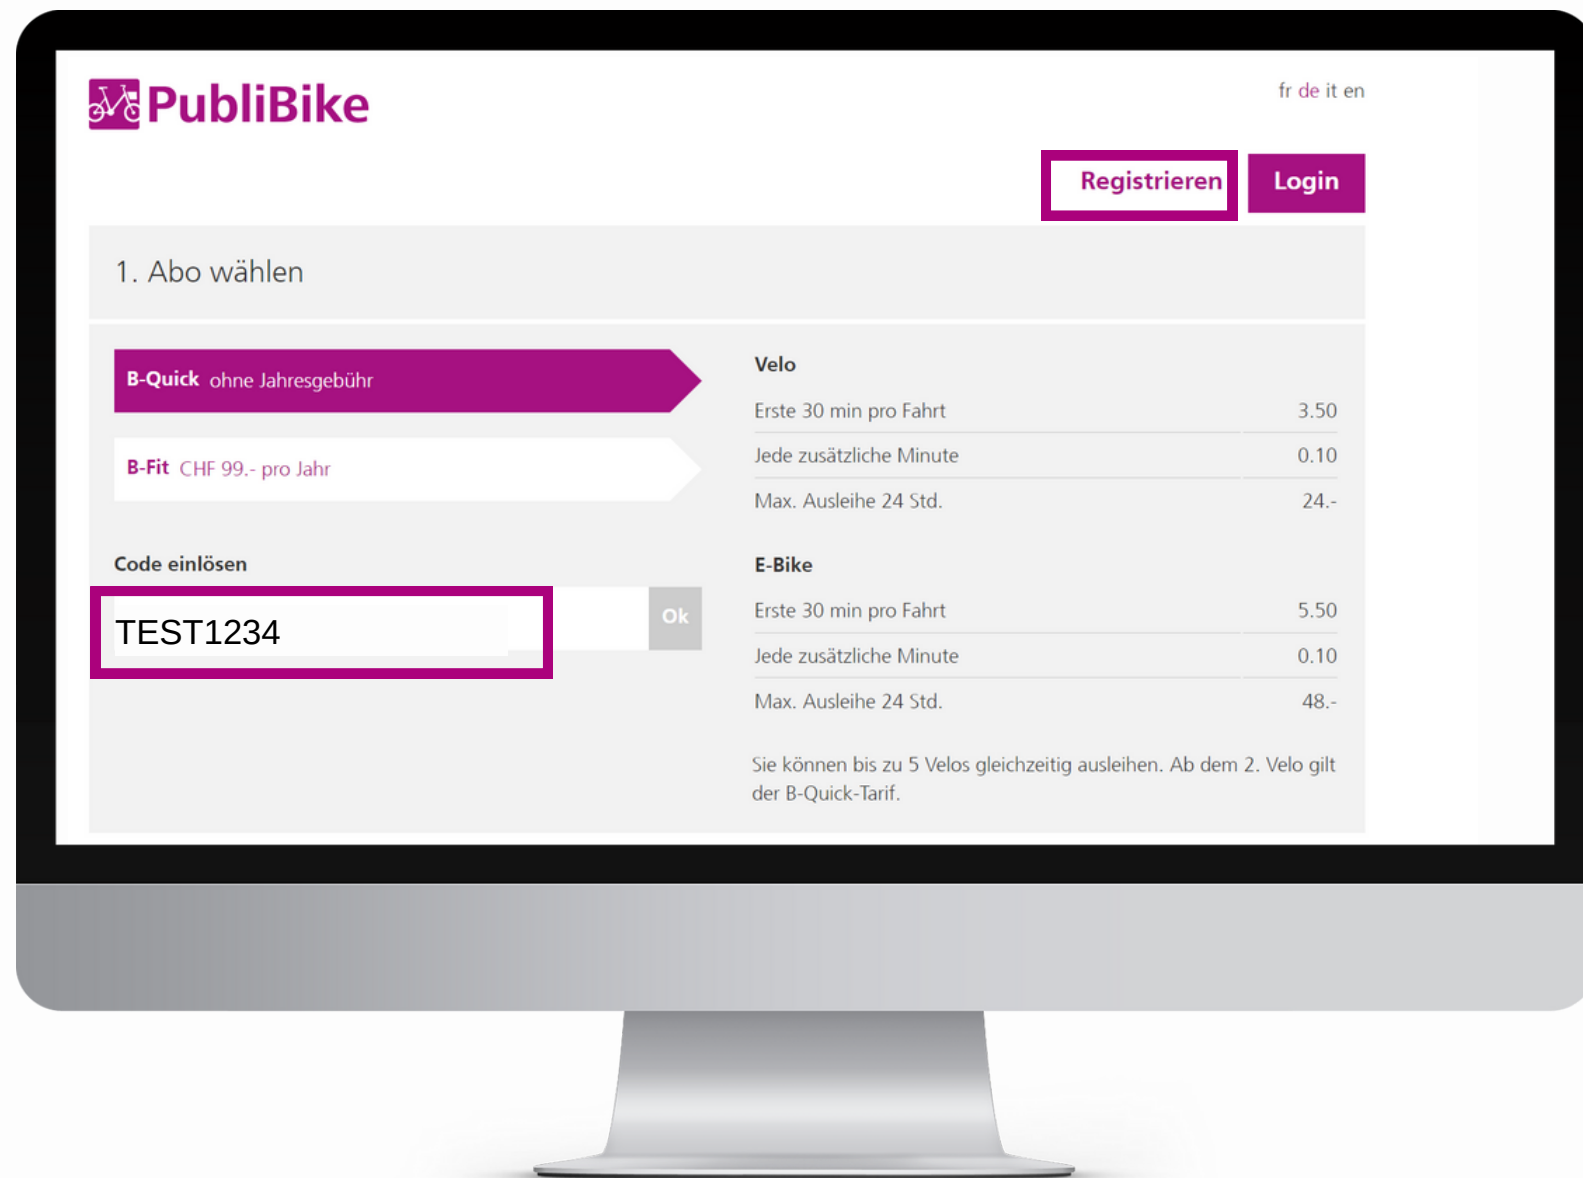 PubliBike
fr de it en
Registrieren
Login
1. Abo wählen
B-Quick ohne Jahresgebühr
B-Fit CHF 99.- pro Jahr
Code einlösen
TEST1234
Ok
Velo
Erste 30 min pro Fahrt 3.50
Jede zusätzliche Minute 0.10
Max. Ausleihe 24 Std. 24.-
E-Bike
Erste 30 min pro Fahrt 5.50
Jede zusätzliche Minute 0.10
Max. Ausleihe 24 Std. 48.-
Sie können bis zu 5 Velos gleichzeitig ausleihen. Ab dem 2. Velo gilt
der B-Quick-Tarif.